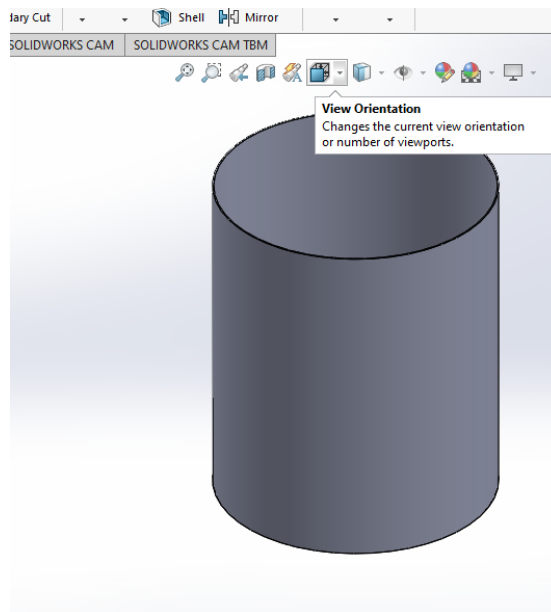 dary Cut Shell Mirror
SOLIDWORKS CAM SOLIDWORKS CAM TBM
View Orientation
Changes the current view orientation
or number of viewports.